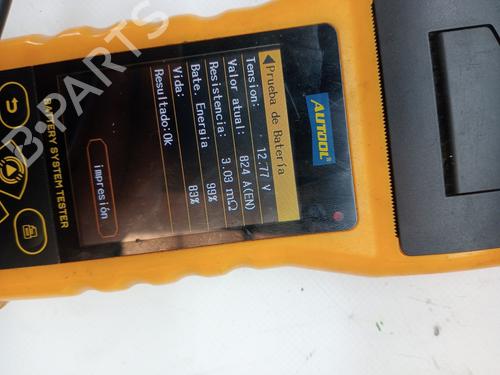 AUTOOL
Prueba de Batería
Tension: 12.77 V
Valor atual: 824 A(EN)
Resistencia: 3.03 mΩ
Bate. Energia 99%
Vida: 83%
Resultado:Ok
impresión
BATTERY SYSTEM TESTER
B-PARTS